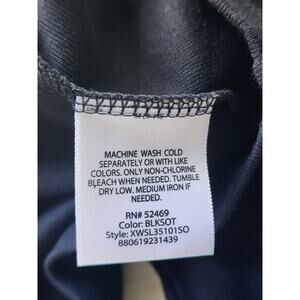 MACHINE WASH COLD
SEPARATELY OR WITH LIKE
COLORS. ONLY NON-CHLORINE
BLEACH WHEN NEEDED. TUMBLE
DRY LOW. MEDIUM IRON IF
NEEDED.
RN# 52469
Color: BLKSOT
Style: XWSL35101SO
880619231439